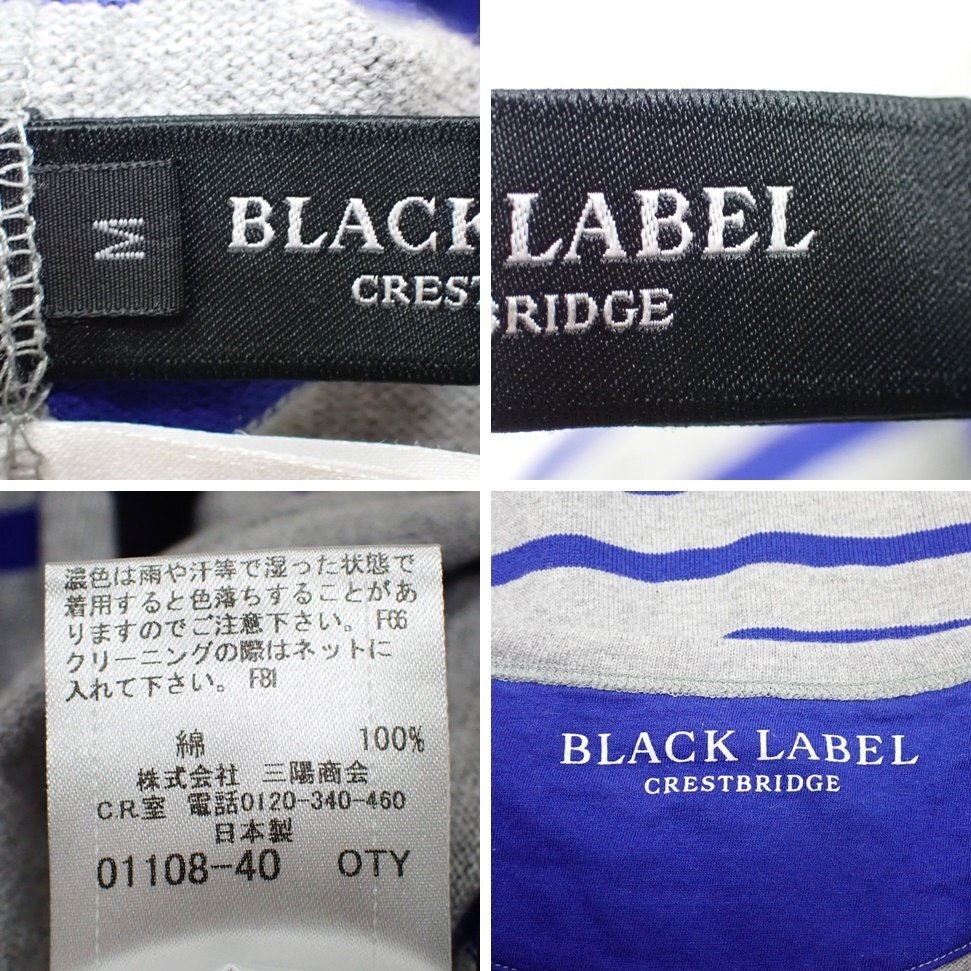 M
BLACK
CREST
LABEL
BRIDGE
濃色は雨や汗等で湿った状態で
着用すると色落ちすることがあ
りますのでご注意下さい。 F66
クリーニングの際はネットに
入れて下さい。 F81
綿 100%
株式会社 三陽商会
C.R室 電話0120-340-460
日本製
01108-40 OTY
BLACK LABEL
CRESTBRIDGE